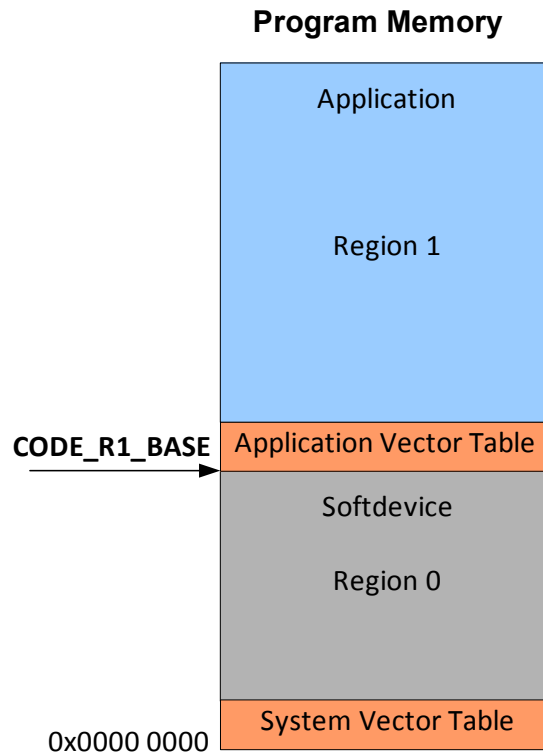 Program Memory
Application
Region 1
CODE_R1_BASE
Application Vector Table
Softdevice
Region 0
System Vector Table
0x0000 0000